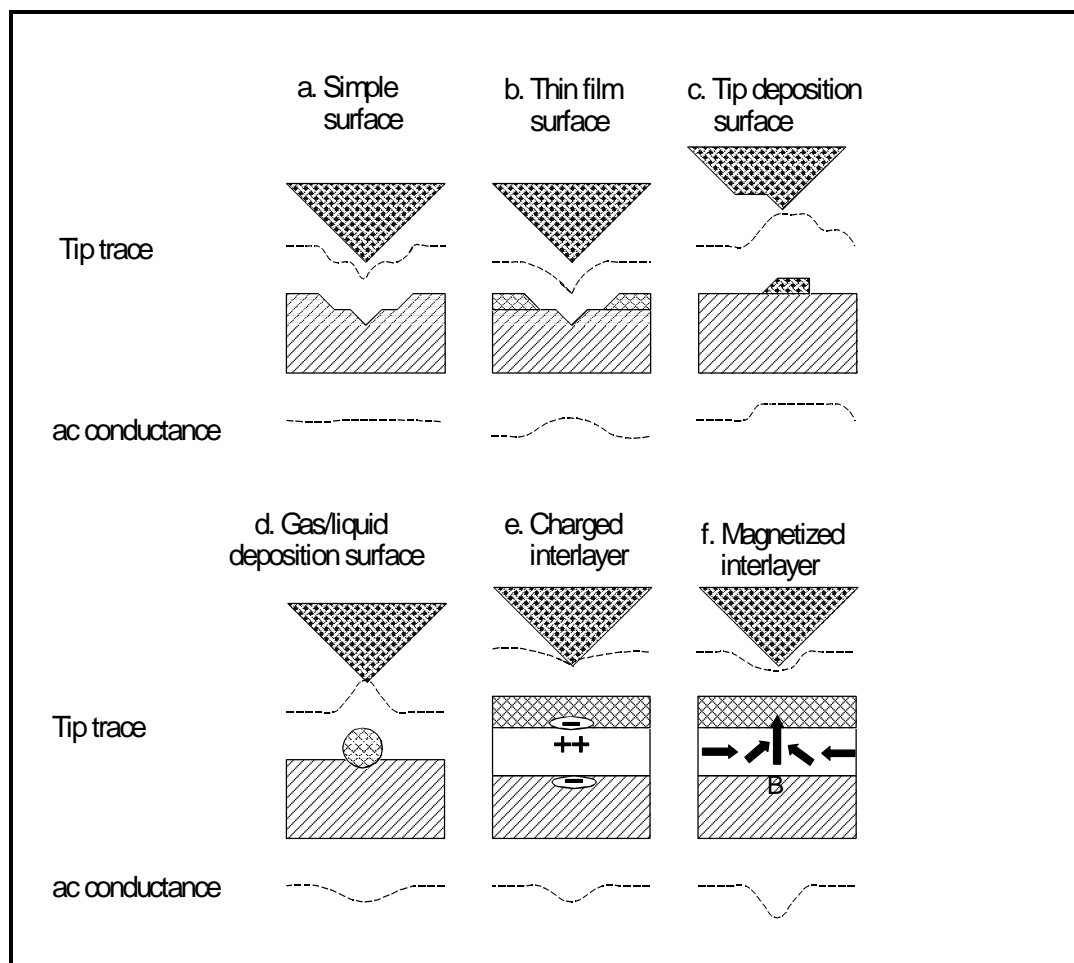 a. Simple
surface
b. Thin film
surface
c. Tip deposition
surface
Tip trace
ac conductance
d. Gas/liquid
deposition surface
e. Charged
interlayer
f. Magnetized
interlayer
Tip trace
−
++
−
B
ac conductance